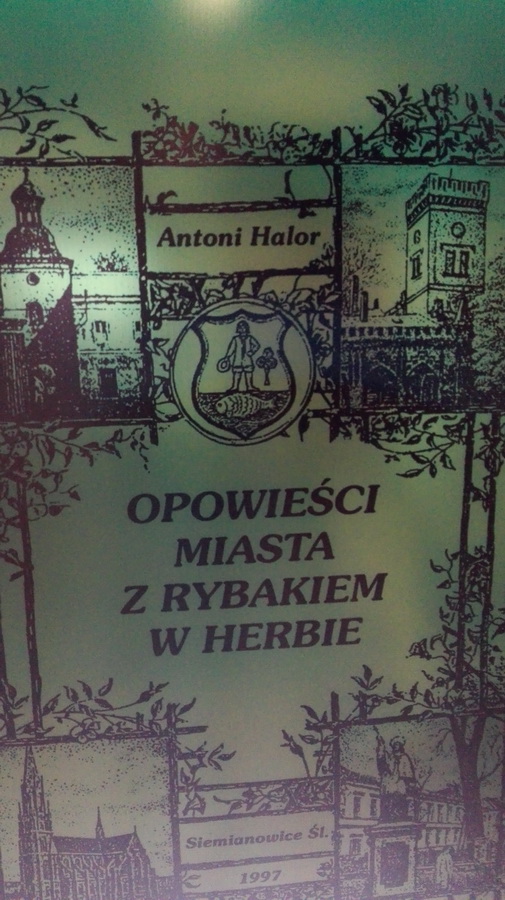 Antoni Halor
OPOWIEŚCI
MIASTA
Z RYBAKIEM
W HERBIE
Siemianowice Śl.
1997